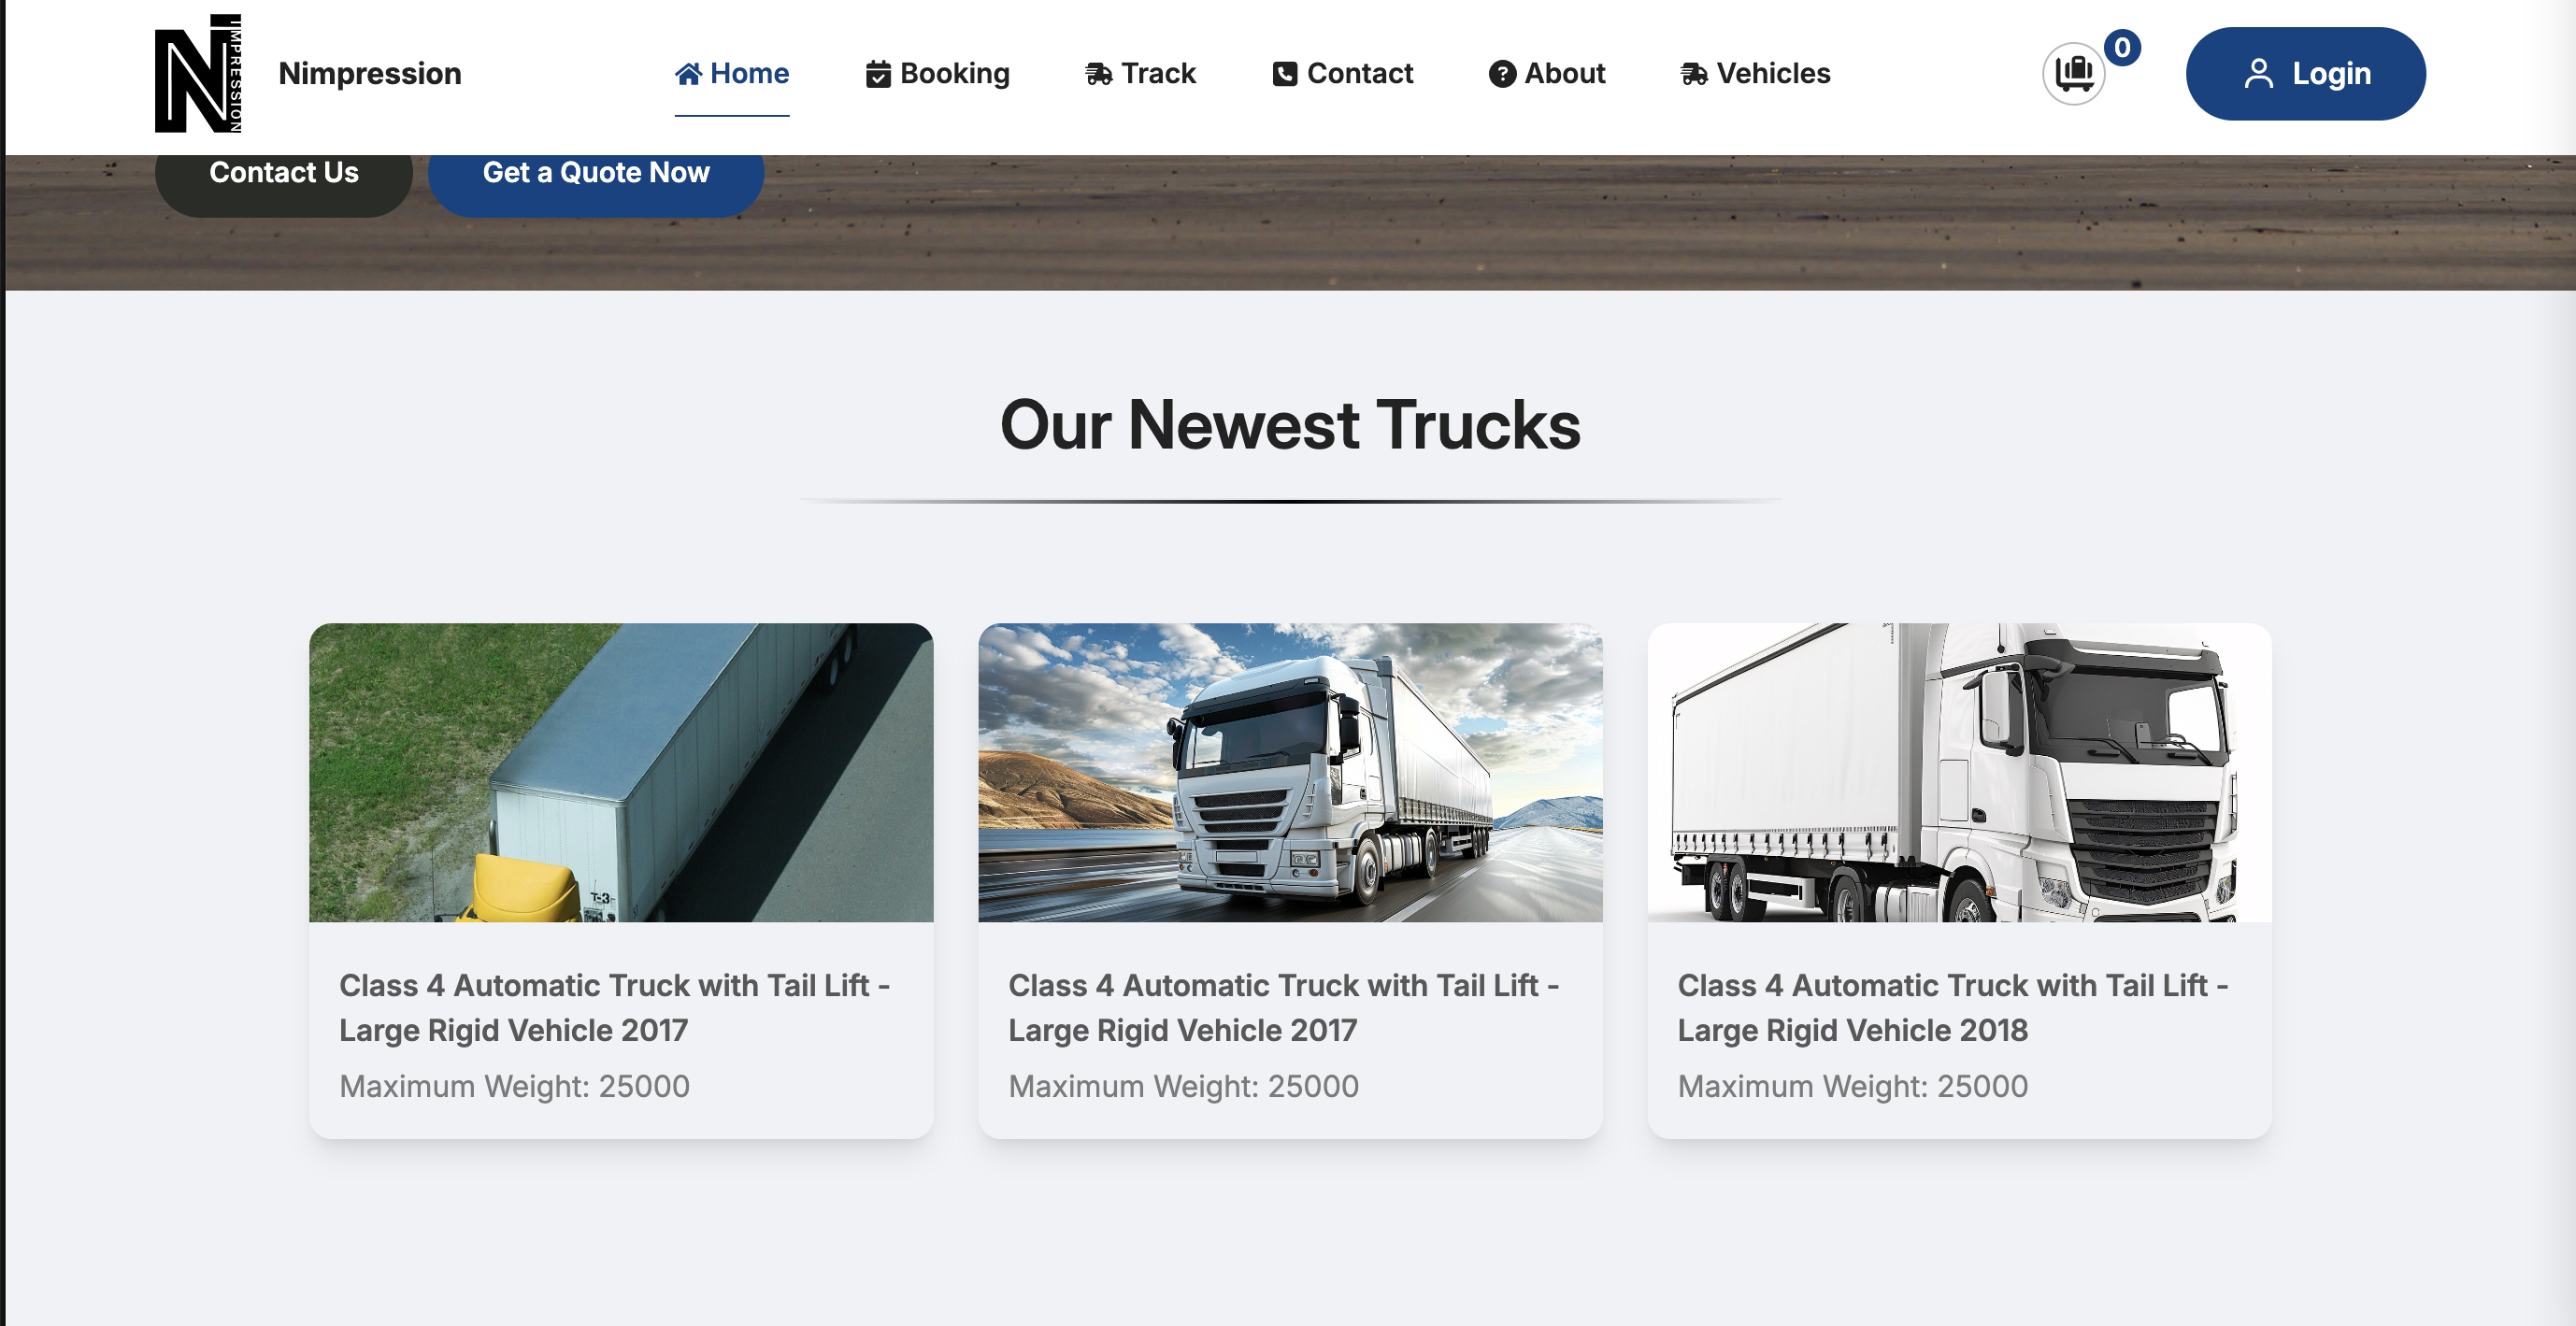 NIMPRESSION
Nimpression
Home
Booking
Track
Contact
About
Vehicles
0
Login
Contact Us
Get a Quote Now
Our Newest Trucks
T-3
Class 4 Automatic Truck with Tail Lift -
Large Rigid Vehicle 2017
Maximum Weight: 25000
Class 4 Automatic Truck with Tail Lift -
Large Rigid Vehicle 2017
Maximum Weight: 25000
Class 4 Automatic Truck with Tail Lift -
Large Rigid Vehicle 2018
Maximum Weight: 25000